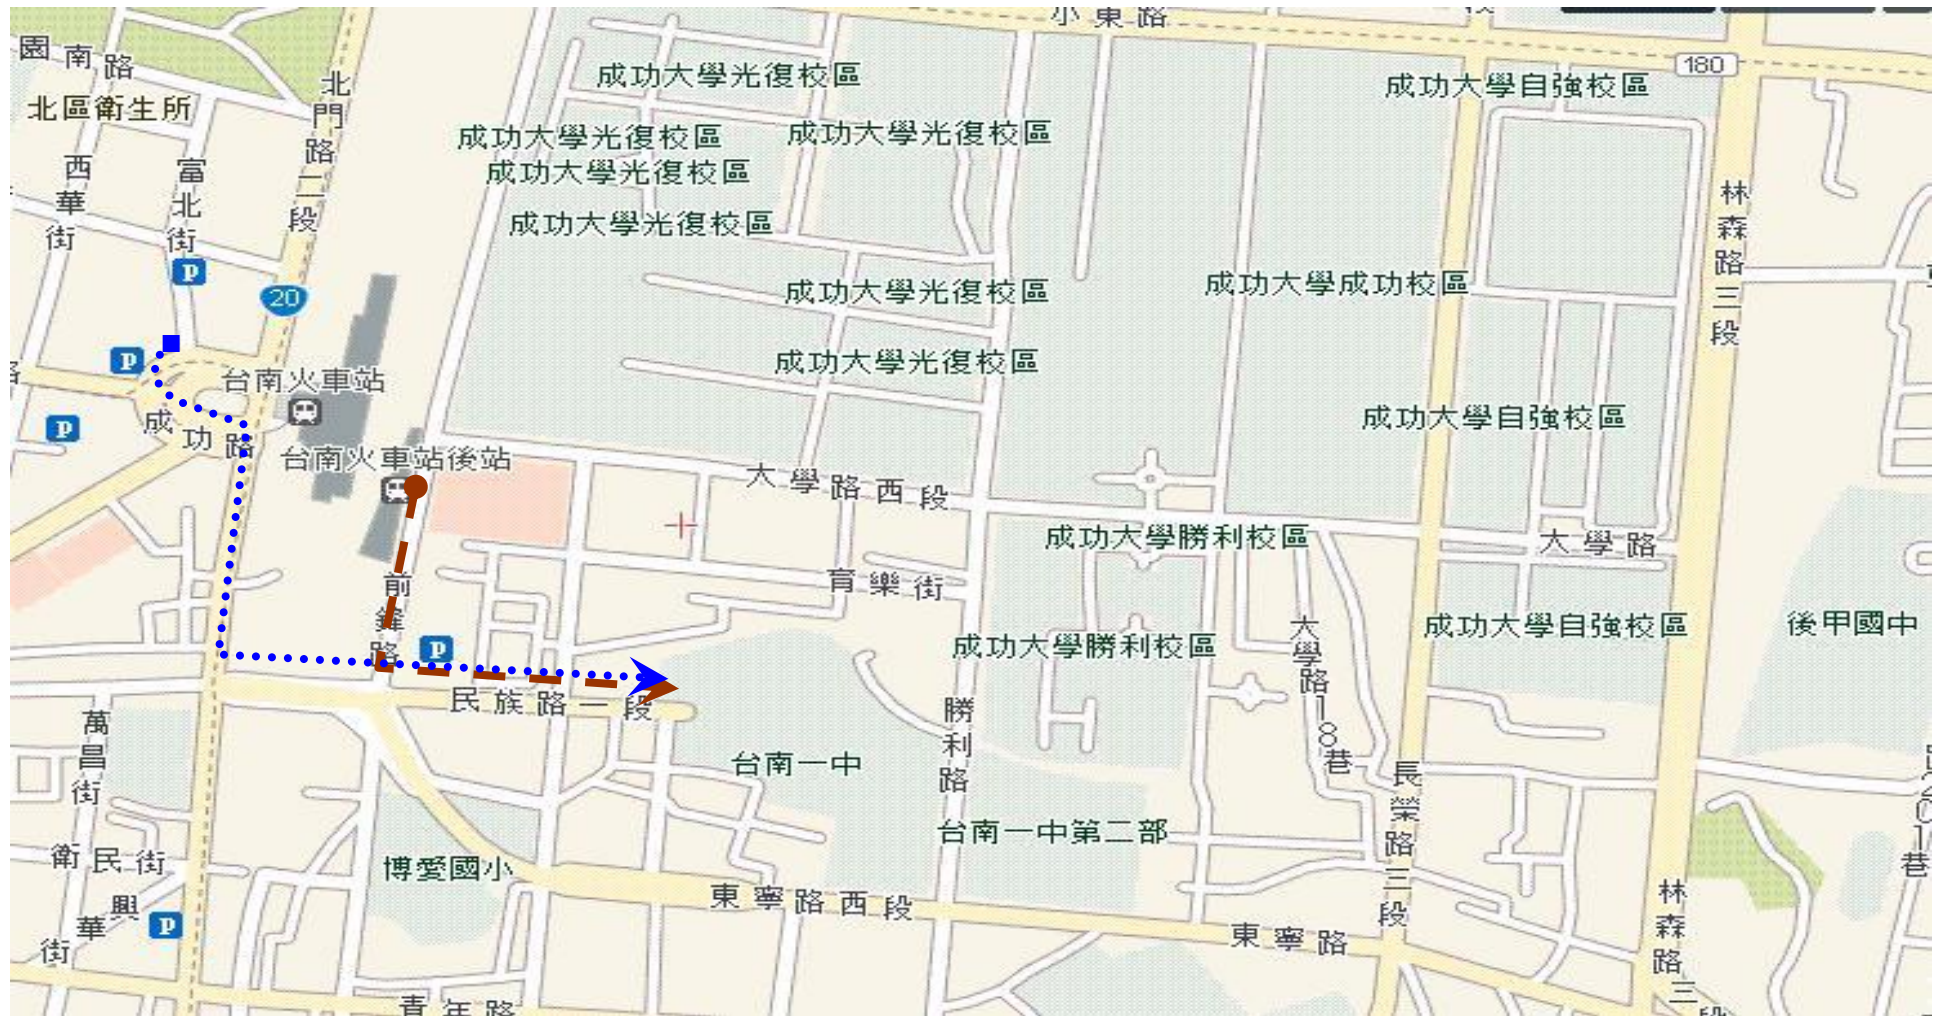 小東路
園南路
180
成功大學光復校區
成功大學自強校區
北區衛生所
北門路二段
成功大學光復校區
成功大學光復校區
成功大學光復校區
西華街
富北街
成功大學光復校區
林森路三段
P
20
成功大學光復校區
成功大學成功校區
P
台南火車站
成功大學光復校區
成功路
P
成功大學自強校區
台南火車站後站
大學路西段
成功大學勝利校區
大學路
前鋒路
育樂街
P
成功大學勝利校區
大學路18巷
成功大學自強校區
後甲國中
民族路一段
萬昌街
勝利路
台南一中
長榮路三段
台南一中第二部
衛民街
博愛國小
東寧路西段
林森路三段
巷
華興街
P
東寧路
青年路